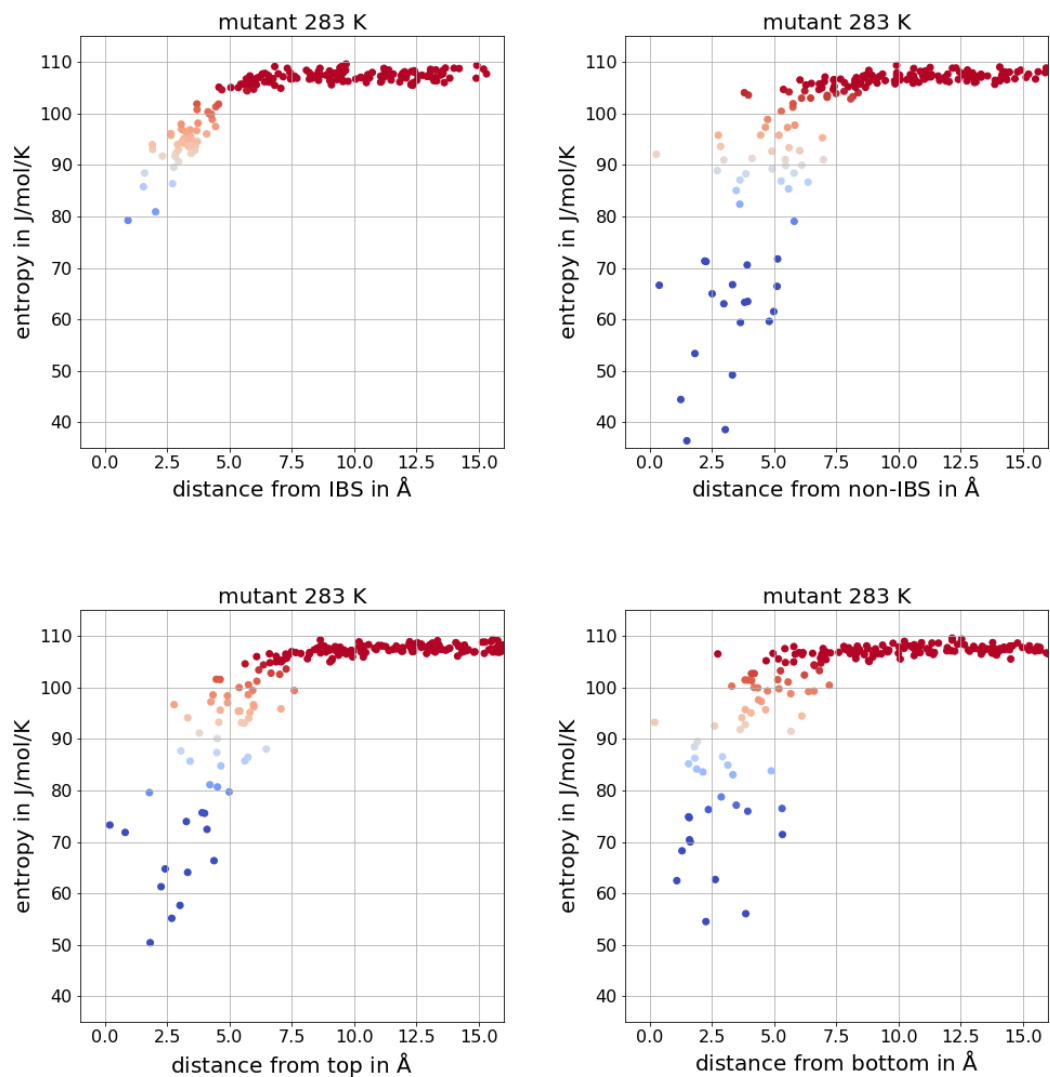 mutant 283 K
entropy in J/mol/K
110
100
90
80
70
60
50
40
0.0 2.5 5.0 7.5 10.0 12.5 15.0
distance from IBS in Å
mutant 283 K
entropy in J/mol/K
110
100
90
80
70
60
50
40
0.0 2.5 5.0 7.5 10.0 12.5 15.0
distance from non-IBS in Å
mutant 283 K
entropy in J/mol/K
110
100
90
80
70
60
50
40
0.0 2.5 5.0 7.5 10.0 12.5 15.0
distance from top in Å
mutant 283 K
entropy in J/mol/K
110
100
90
80
70
60
50
40
0.0 2.5 5.0 7.5 10.0 12.5 15.0
distance from bottom in Å